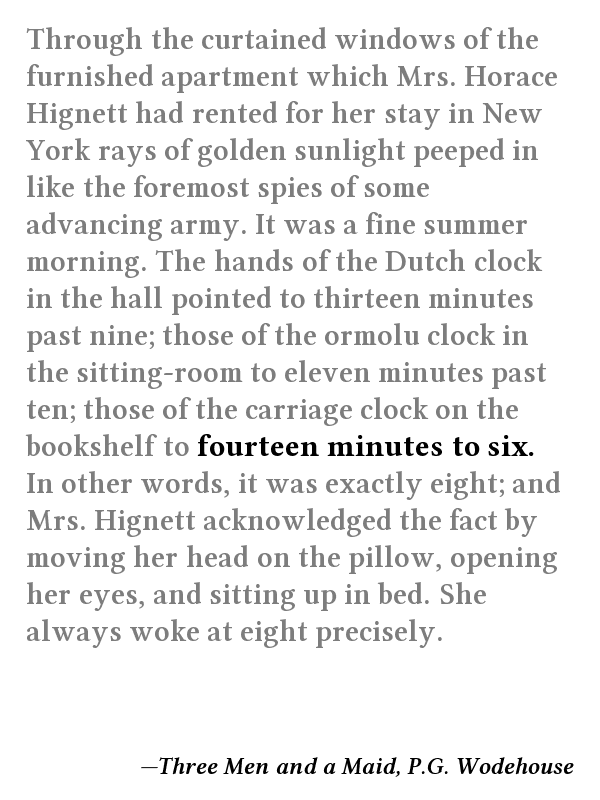 Through the curtained windows of the
furnished apartment which Mrs. Horace
Hignett had rented for her stay in New
York rays of golden sunlight peeped in
like the foremost spies of some
advancing army. It was a fine summer
morning. The hands of the Dutch clock
in the hall pointed to thirteen minutes
past nine; those of the ormolu clock in
the sitting-room to eleven minutes past
ten; those of the carriage clock on the
bookshelf to fourteen minutes to six.
In other words, it was exactly eight; and
Mrs. Hignett acknowledged the fact by
moving her head on the pillow, opening
her eyes, and sitting up in bed. She
always woke at eight precisely.
—Three Men and a Maid, P.G. Wodehouse